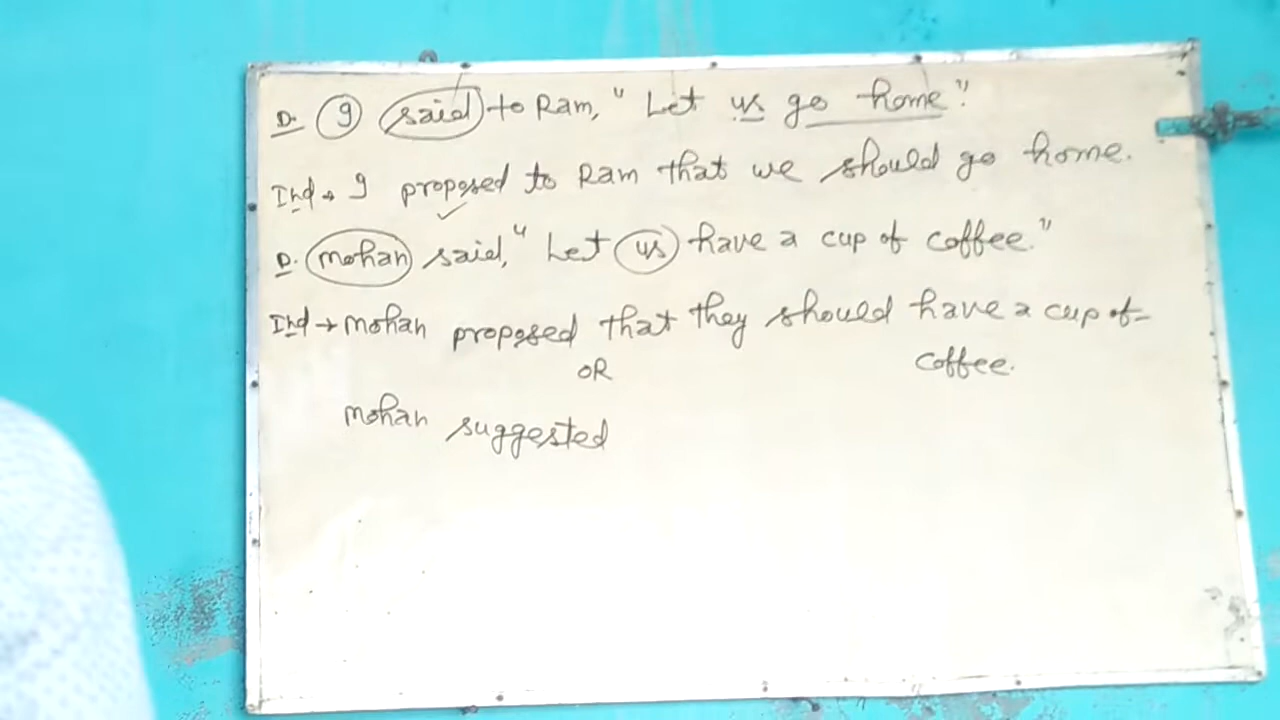 D. I said to Ram, "Let us go home".
Ind → I proposed to Ram that we should go home.
D. Mohan said, "Let us have a cup of coffee."
Ind → Mohan proposed that they should have a cup of
coffee.
OR
Mohan suggested